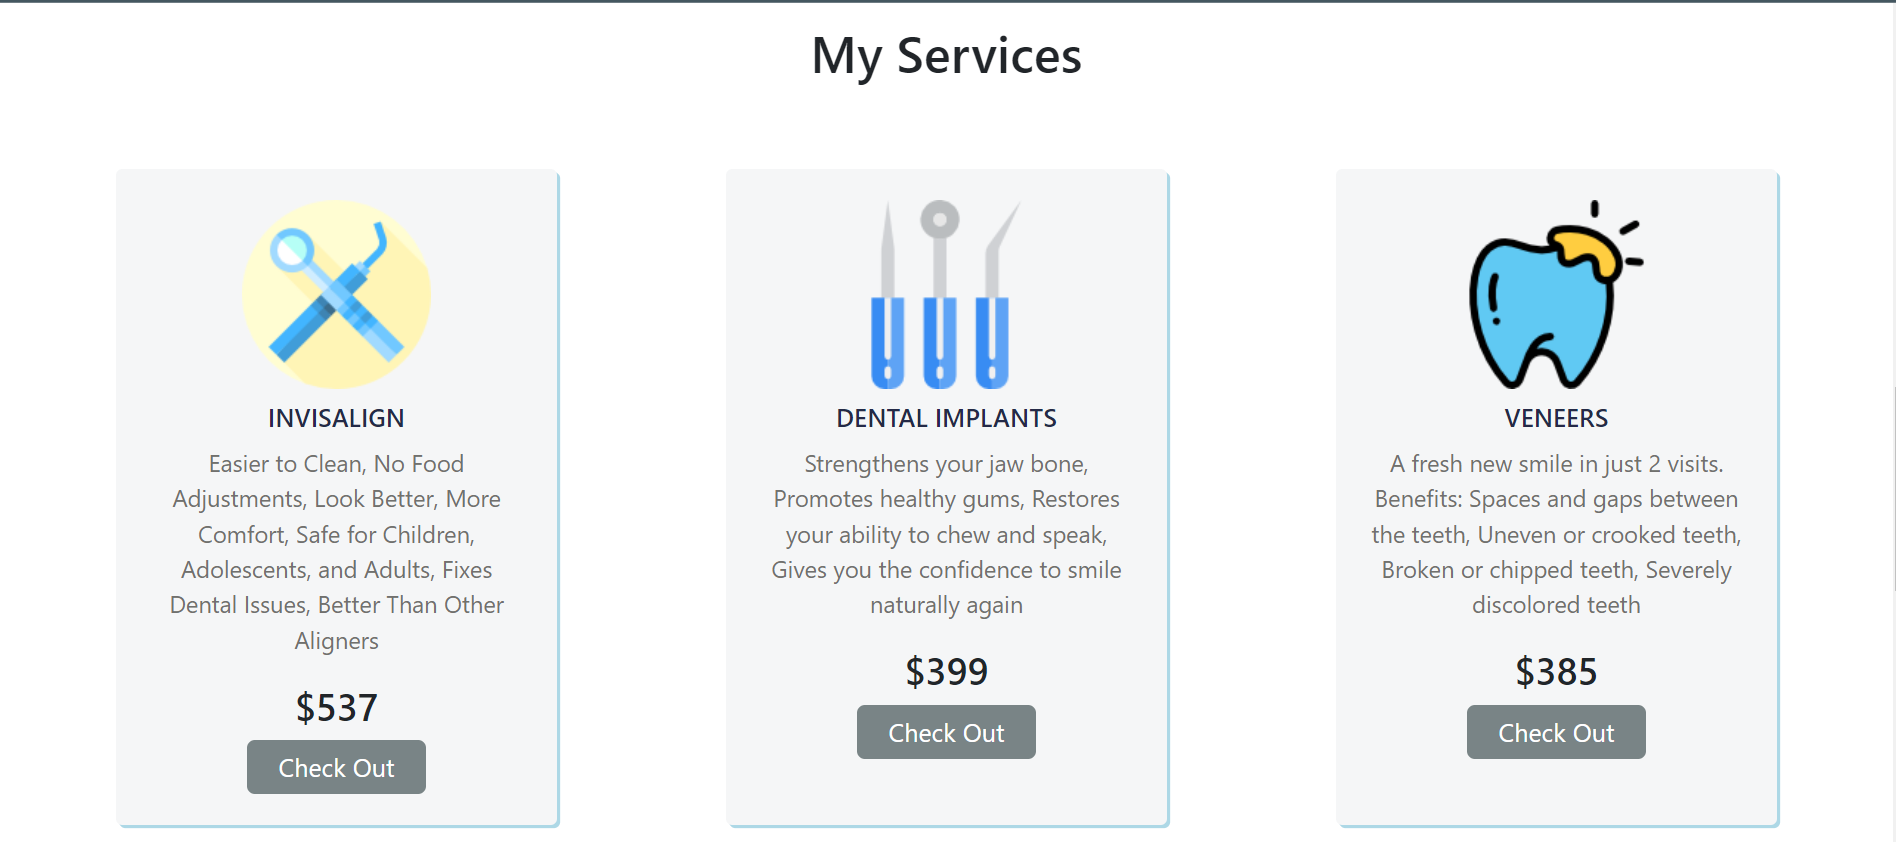 My Services
INVISALIGN
Easier to Clean, No Food
Adjustments, Look Better, More
Comfort, Safe for Children,
Adolescents, and Adults, Fixes
Dental Issues, Better Than Other
Aligners
$537
Check Out
DENTAL IMPLANTS
Strengthens your jaw bone,
Promotes healthy gums, Restores
your ability to chew and speak,
Gives you the confidence to smile
naturally again
$399
Check Out
VENEERS
A fresh new smile in just 2 visits.
Benefits: Spaces and gaps between
the teeth, Uneven or crooked teeth,
Broken or chipped teeth, Severely
discolored teeth
$385
Check Out